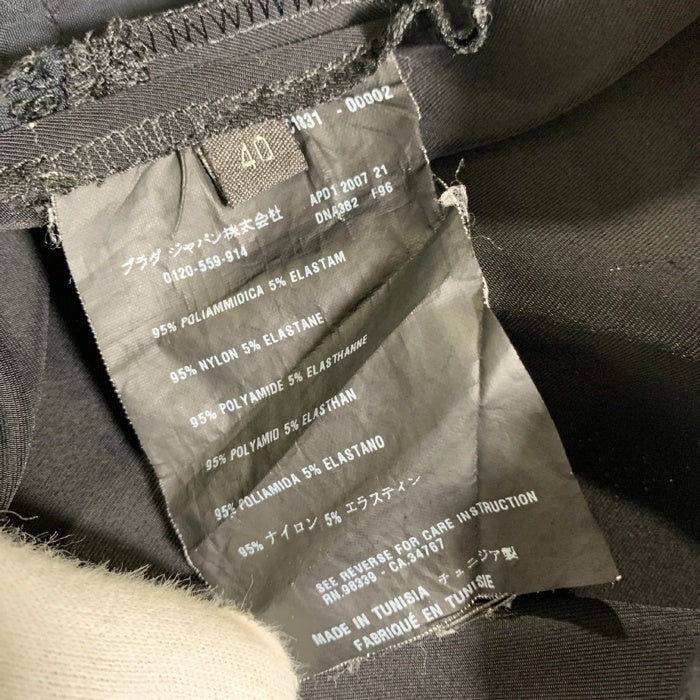 1831 - 00002
40
APD1 2007 21
DNA382 F96
プラダ ジャパン株式会社
0120-559-914
95% POLIAMMIDICA 5% ELASTAM
95% NYLON 5% ELASTANE
95% POLYAMIDE 5% ELASTHANNE
95% POLYAMID 5% ELASTHAN
95% POLIAMIDA 5% ELASTANO
95% ナイロン 5% エラスティン
SEE REVERSE FOR CARE INSTRUCTION
RN.98339 - CA.34767
MADE IN TUNISIA チュニジア製
FABRIQUÉ EN TUNISIE